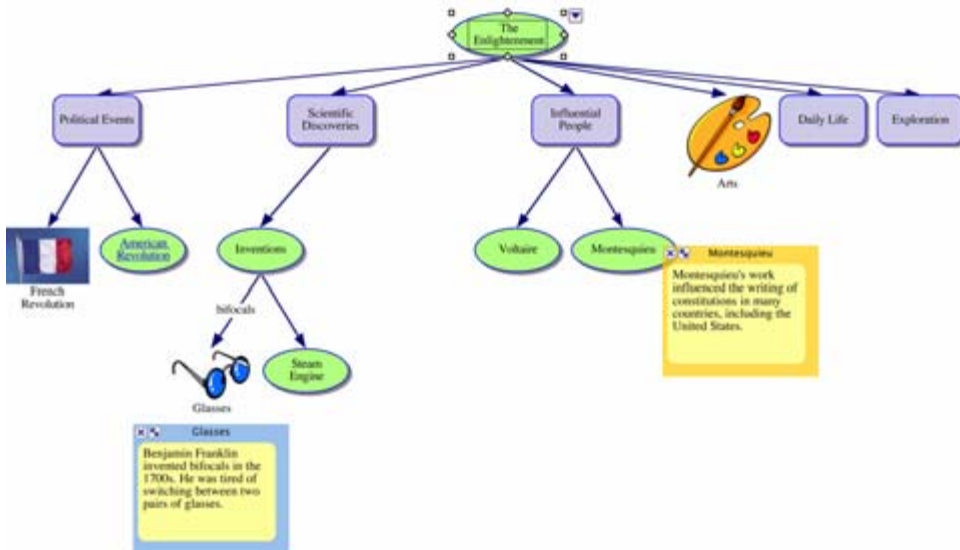 The
Enlightenment
Political Events
Scientific
Discoveries
Influential
People
Arts
Daily Life
Exploration
French
Revolution
American
Revolution
Inventions
Voltaire
Montesquieu
Montesquieu
Montesquieu's work
influenced the writing of
constitutions in many
countries, including the
United States.
bifocals
Glasses
Steam
Engine
Glasses
Benjamin Franklin
invented bifocals in the
1700s. He was tired of
switching between two
pairs of glasses.